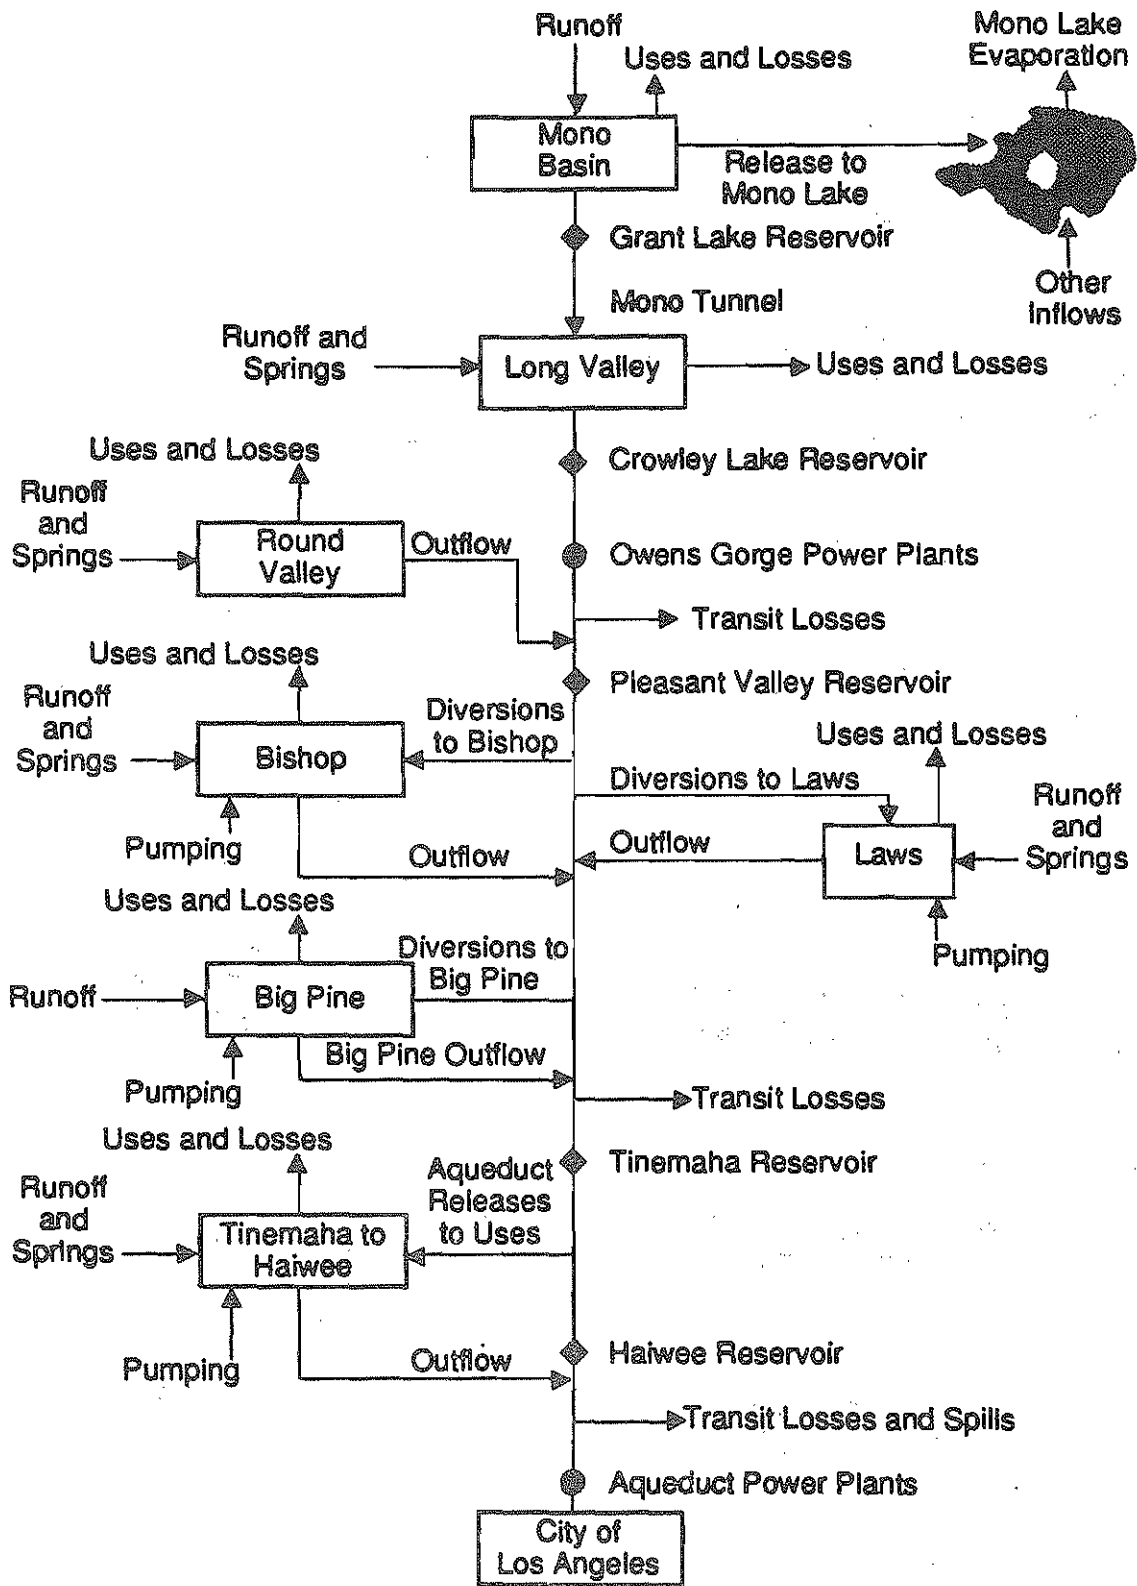 Runoff
Uses and Losses
Mono Lake
Evaporation
Mono
Basin
Release to
Mono Lake
Grant Lake Reservoir
Other
Inflows
Mono Tunnel
Runoff and
Springs
Long Valley
Uses and Losses
Uses and Losses
Crowley Lake Reservoir
Runoff
and
Springs
Round
Valley
Outflow
Owens Gorge Power Plants
Transit Losses
Uses and Losses
Pleasant Valley Reservoir
Runoff
and
Springs
Bishop
Diversions
to Bishop
Uses and Losses
Diversions to Laws
Runoff
and
Springs
Pumping
Outflow
Outflow
Laws
Uses and Losses
Pumping
Diversions to
Big Pine
Runoff
Big Pine
Big Pine Outflow
Pumping
Transit Losses
Uses and Losses
Tinemaha Reservoir
Aqueduct
Releases
to Uses
Runoff
and
Springs
Tinemaha to
Haiwee
Pumping
Outflow
Haiwee Reservoir
Transit Losses and Spills
Aqueduct Power Plants
City of
Los Angeles